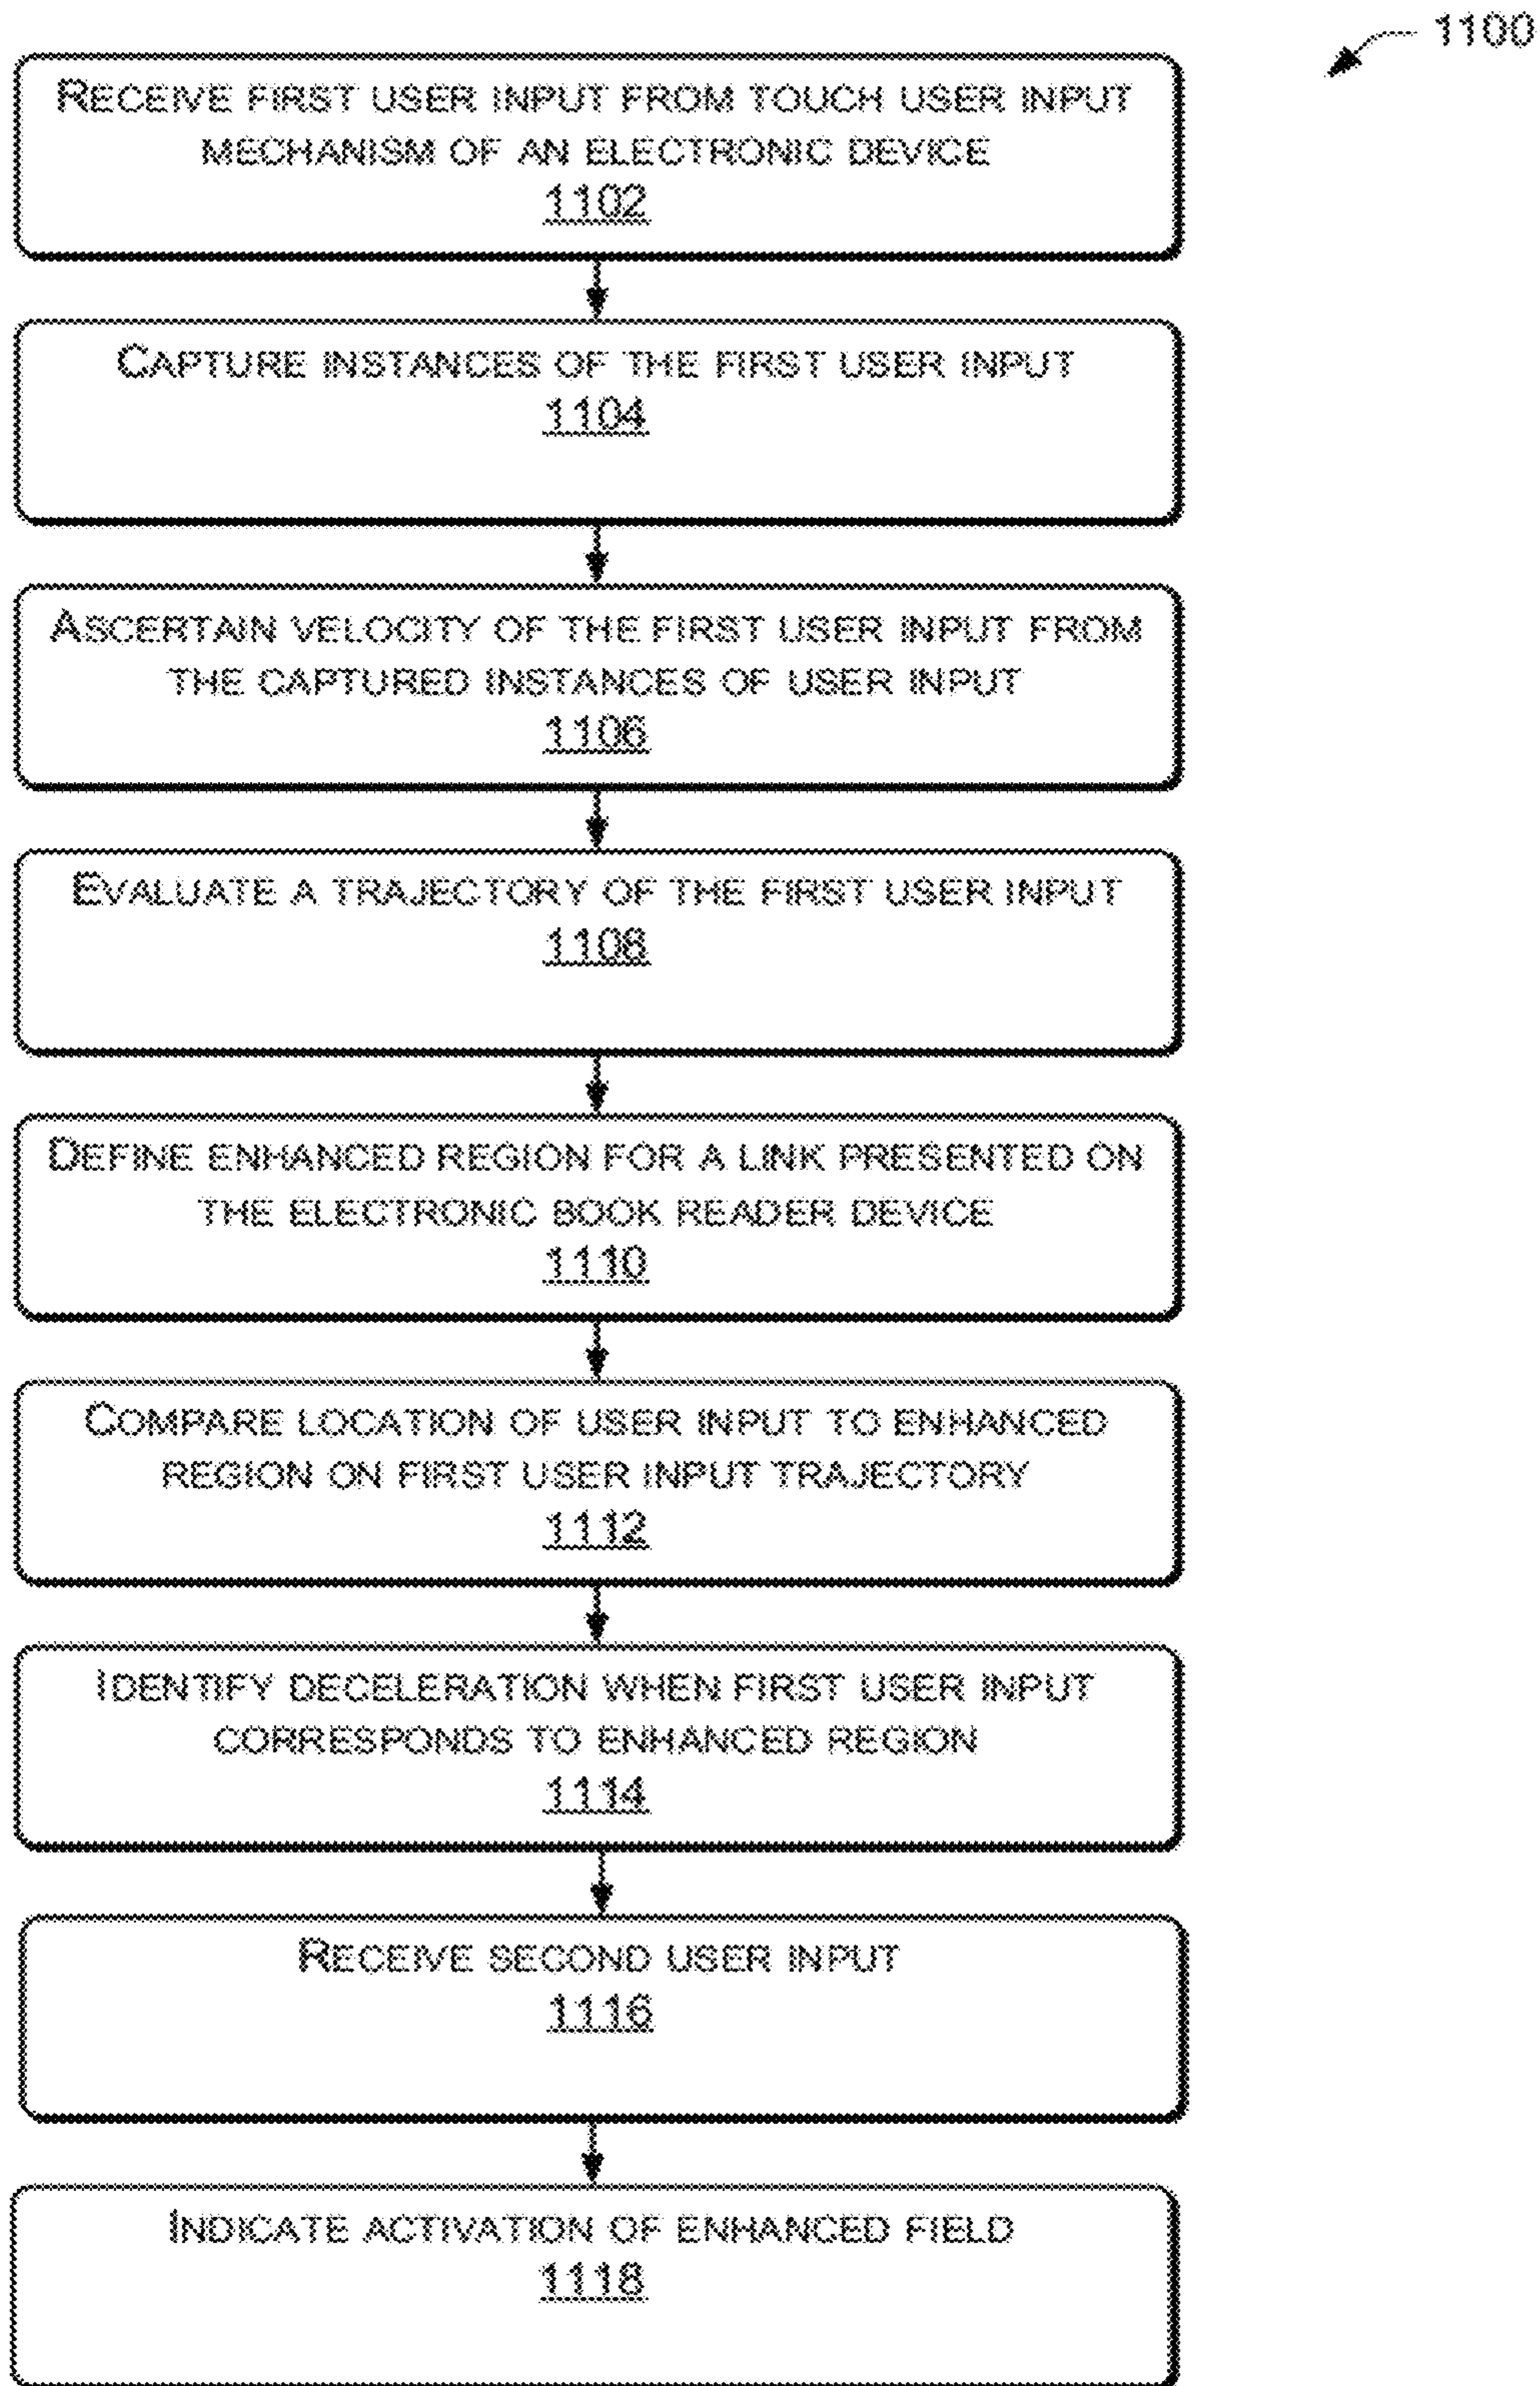 1100
RECEIVE FIRST USER INPUT FROM TOUCH USER INPUT
MECHANISM OF AN ELECTRONIC DEVICE
1102
CAPTURE INSTANCES OF THE FIRST USER INPUT
1104
ASCERTAIN VELOCITY OF THE FIRST USER INPUT FROM
THE CAPTURED INSTANCES OF USER INPUT
1106
EVALUATE A TRAJECTORY OF THE FIRST USER INPUT
1108
DEFINE ENHANCED REGION FOR A LINK PRESENTED ON
THE ELECTRONIC BOOK READER DEVICE
1110
COMPARE LOCATION OF USER INPUT TO ENHANCED
REGION ON FIRST USER INPUT TRAJECTORY
1112
IDENTIFY DECELERATION WHEN FIRST USER INPUT
CORRESPONDS TO ENHANCED REGION
1114
RECEIVE SECOND USER INPUT
1116
INDICATE ACTIVATION OF ENHANCED FIELD
1118